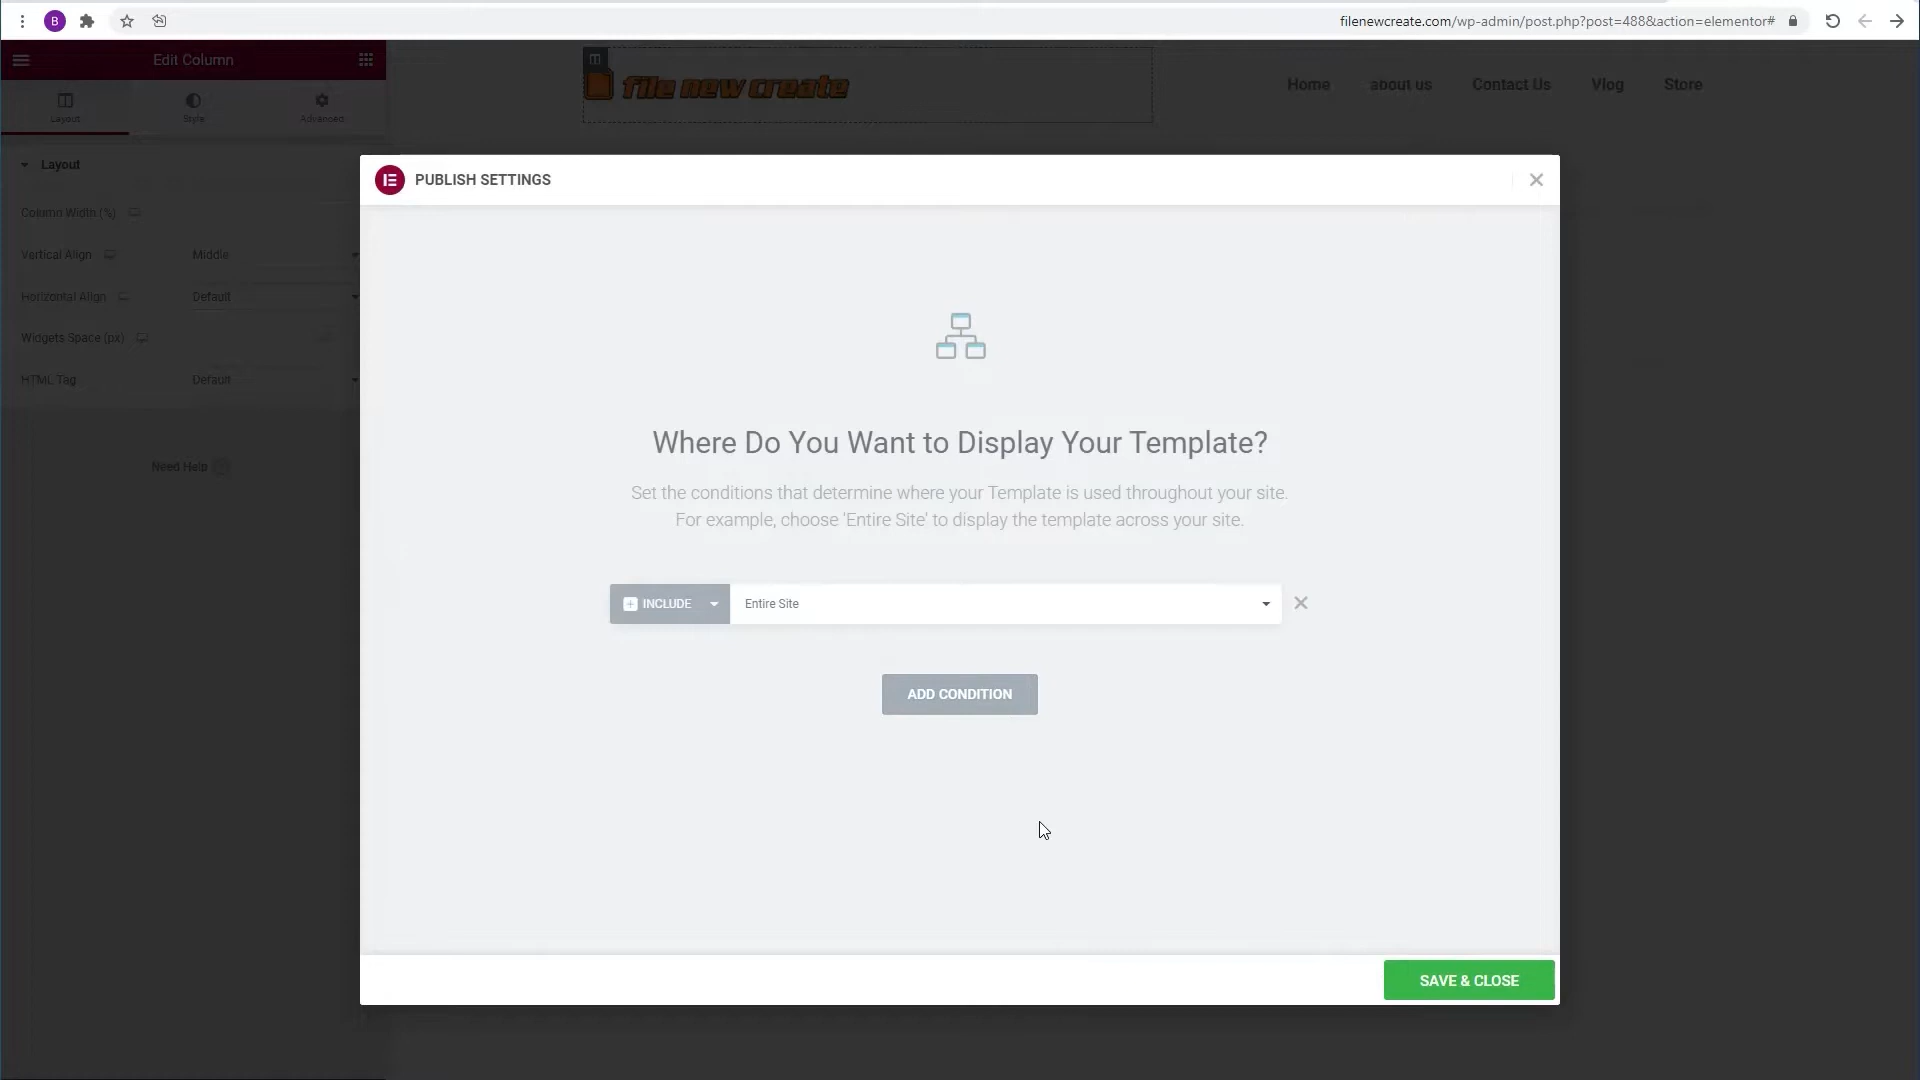 B
filenewcreate.com/wp-admin/post.php?post=488&action=elementor#
Edit Column
file new create
Home about us Contact Us Vlog Store
Layout Style Advanced
Layout
Column Width (%)
Vertical Align Middle
Horizontal Align Default
Widgets Space (px)
HTML Tag Default
Need Help
PUBLISH SETTINGS
Where Do You Want to Display Your Template?
Set the conditions that determine where your Template is used throughout your site.
For example, choose 'Entire Site' to display the template across your site.
INCLUDE Entire Site
ADD CONDITION
SAVE & CLOSE